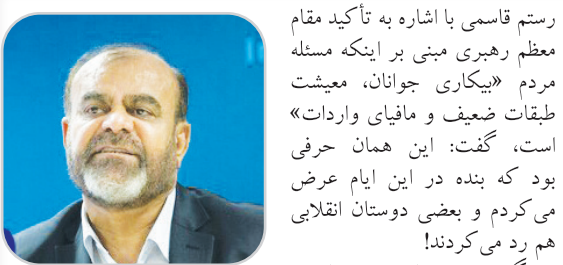 رستم قاسمی با اشاره به تأکید مقام
معظم رهبری مبنی بر اینکه مسئله
مردم «بیکاری جوانان، معیشت
طبقات ضعیف و مافیای واردات»
است، گفت: این همان حرفی
بود که بنده در این ایام عرض
می‌کردم و بعضی دوستان انقلابی
هم رد می‌کردند!